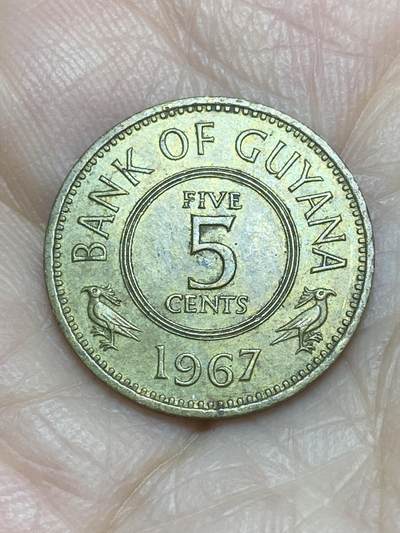 BANK OF GUYANA
FIVE
5
CENTS
1967